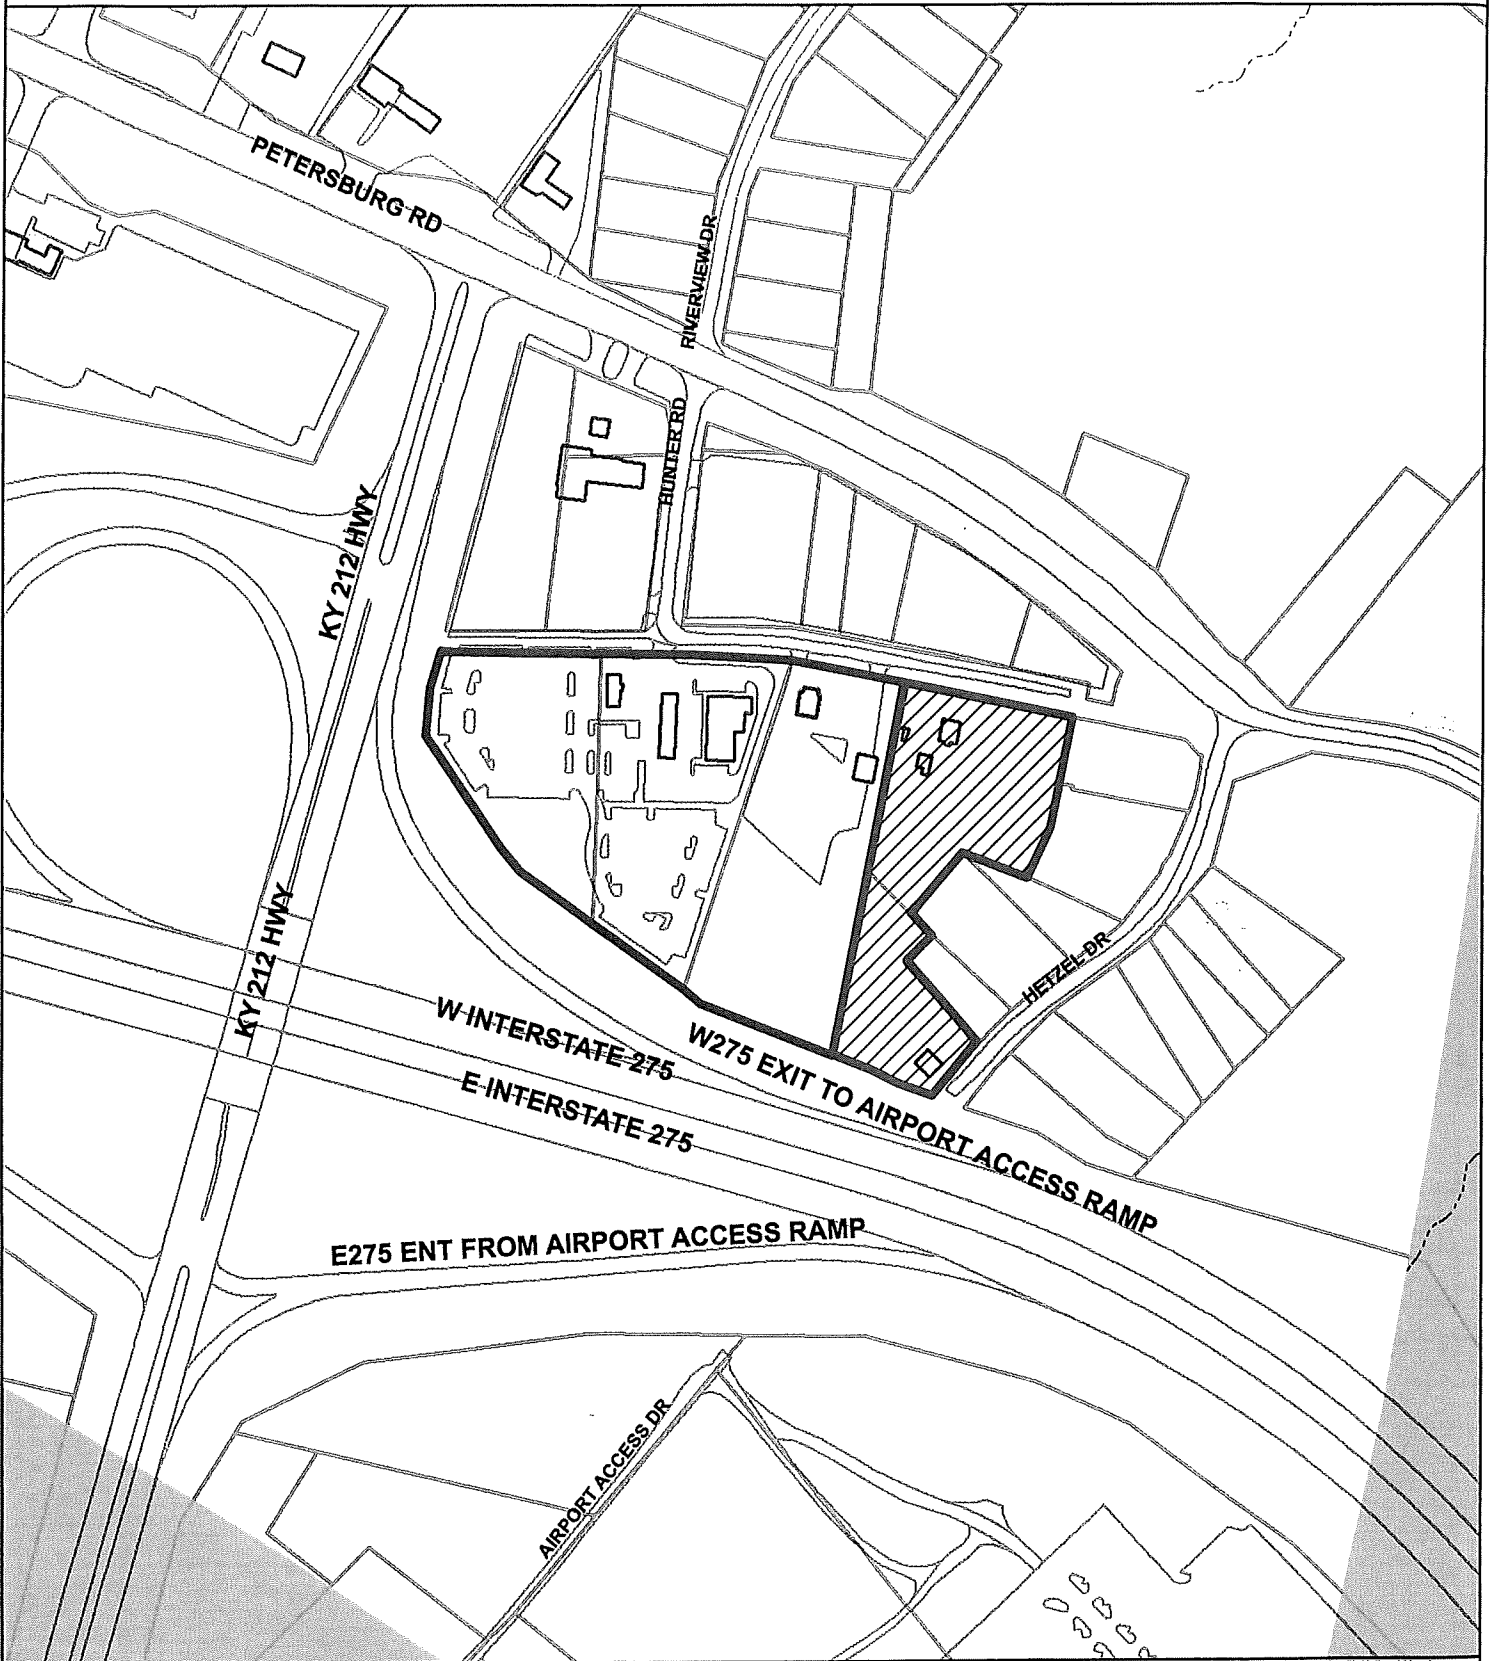 PETERSBURG RD
RIVERVIEW DR
HUNTER RD
KY 212 HWY
KY 212 HWY
HETZEL DR
W INTERSTATE 275
W275 EXIT TO AIRPORT ACCESS RAMP
E INTERSTATE 275
E275 ENT FROM AIRPORT ACCESS RAMP
AIRPORT ACCESS DR